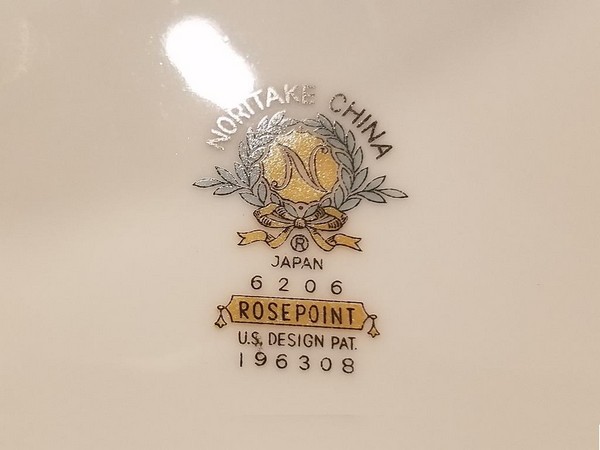 NORITAKE CHINA
N
®
JAPAN
6206
ROSEPOINT
U.S. DESIGN PAT.
196308